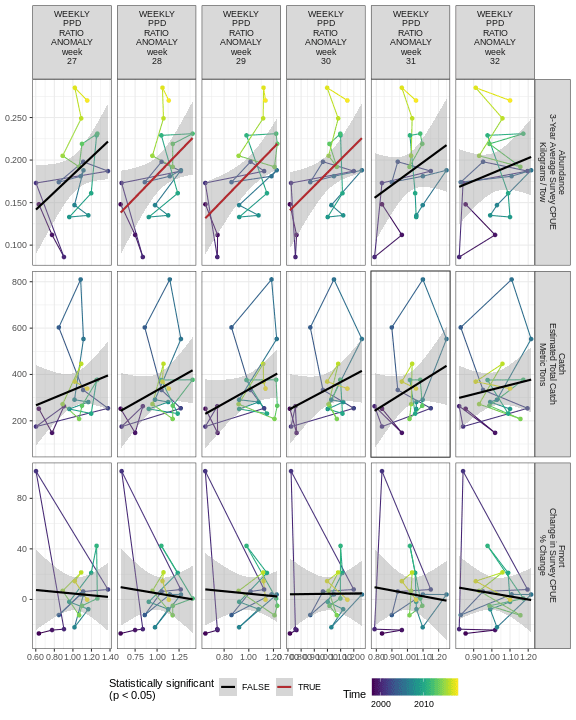 WEEKLY
PPD
RATIO
ANOMALY
week
27
WEEKLY
PPD
RATIO
ANOMALY
week
28
WEEKLY
PPD
RATIO
ANOMALY
week
29
WEEKLY
PPD
RATIO
ANOMALY
week
30
WEEKLY
PPD
RATIO
ANOMALY
week
31
WEEKLY
PPD
RATIO
ANOMALY
week
32
0.250
0.200
0.150
0.100
Abundance
3-Year Average Survey CPUE
Kilograms / Tow
800
600
400
200
Catch
Estimated Total Catch
Metric Tons
80
40
0
Fmort
Change in Survey CPUE
% Change
0.60 0.80 1.00 1.20 1.40
0.75 1.00 1.25
0.80 1.00 1.20
0.80 0.90 1.00 1.10 1.20
0.90 1.00 1.10 1.20
Statistically significant
(p < 0.05)
FALSE
TRUE
Time
2000
2010